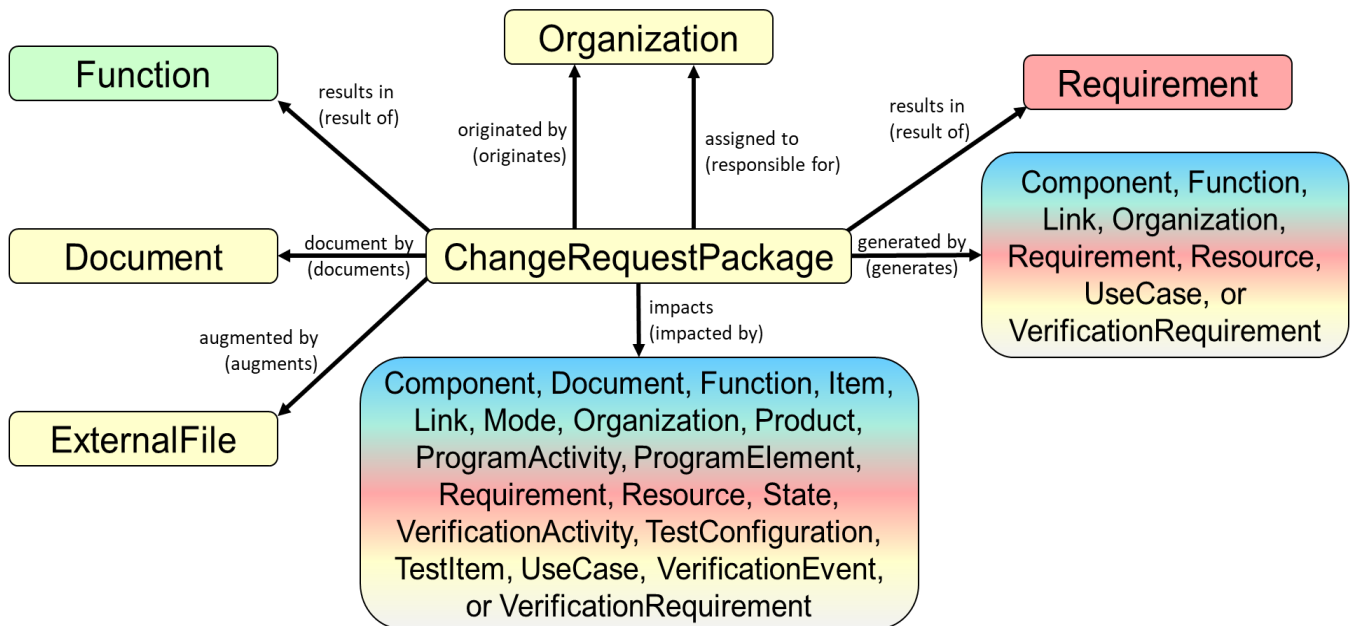 Organization
Function
Requirement
results in
(result of)
originated by
(originates)
assigned to
(responsible for)
results in
(result of)
Component, Function,
Link, Organization,
Requirement, Resource,
UseCase, or
VerificationRequirement
Document
document by
(documents)
ChangeRequestPackage
generated by
(generates)
impacts
(impacted by)
augmented by
(augments)
ExternalFile
Component, Document, Function, Item,
Link, Mode, Organization, Product,
ProgramActivity, ProgramElement,
Requirement, Resource, State,
VerificationActivity, TestConfiguration,
TestItem, UseCase, VerificationEvent,
or VerificationRequirement